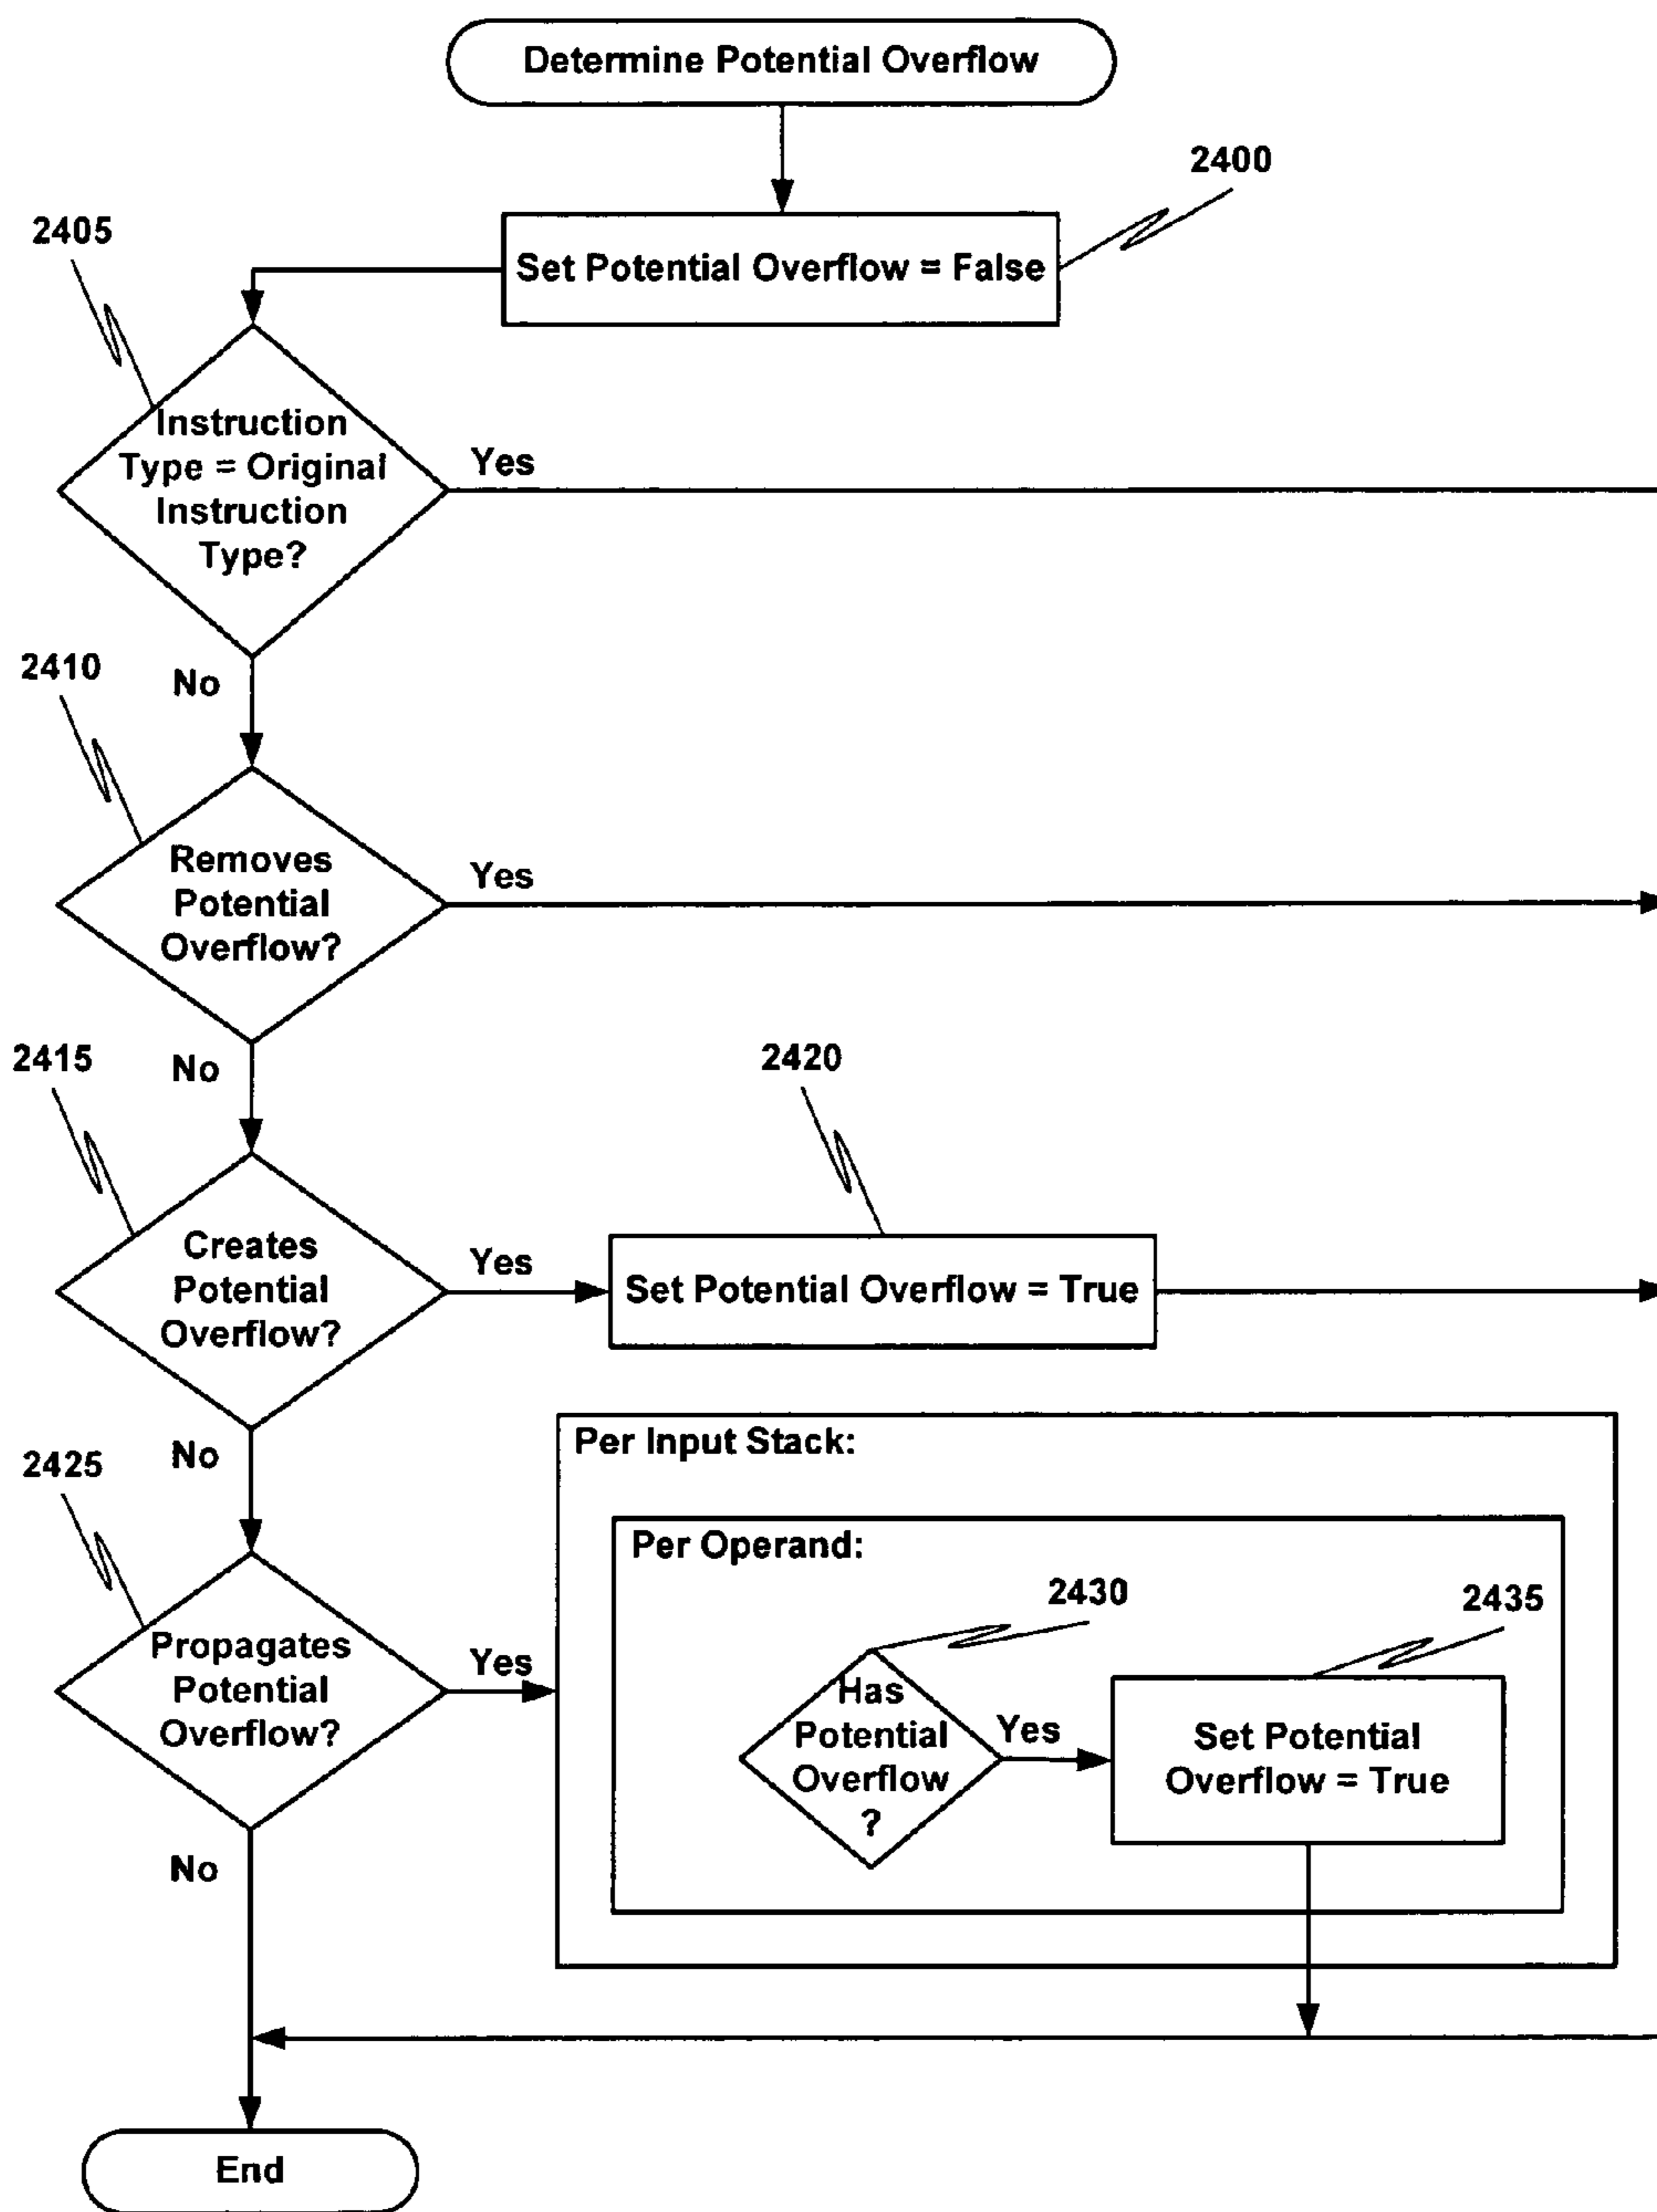 Determine Potential Overflow
2400
Set Potential Overflow = False
2405
Instruction
Type = Original
Instruction
Type?
Yes
No
2410
Removes
Potential
Overflow?
Yes
No
2415
Creates
Potential
Overflow?
Yes
2420
Set Potential Overflow = True
No
2425
Propagates
Potential
Overflow?
Yes
Per Input Stack:
Per Operand:
2430
Has
Potential
Overflow
?
Yes
2435
Set Potential
Overflow = True
No
End